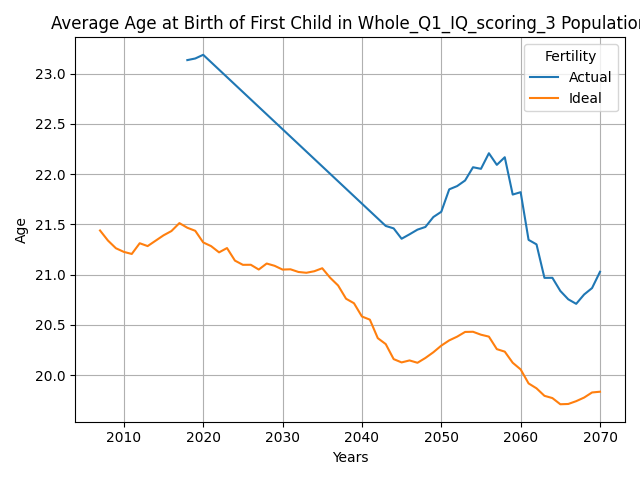 Average Age at Birth of First Child in Whole_Q1_IQ_scoring_3 Population
Fertility
Actual
Ideal
Age
23.0
22.5
22.0
21.5
21.0
20.5
20.0
2010 2020 2030 2040 2050 2060 2070
Years